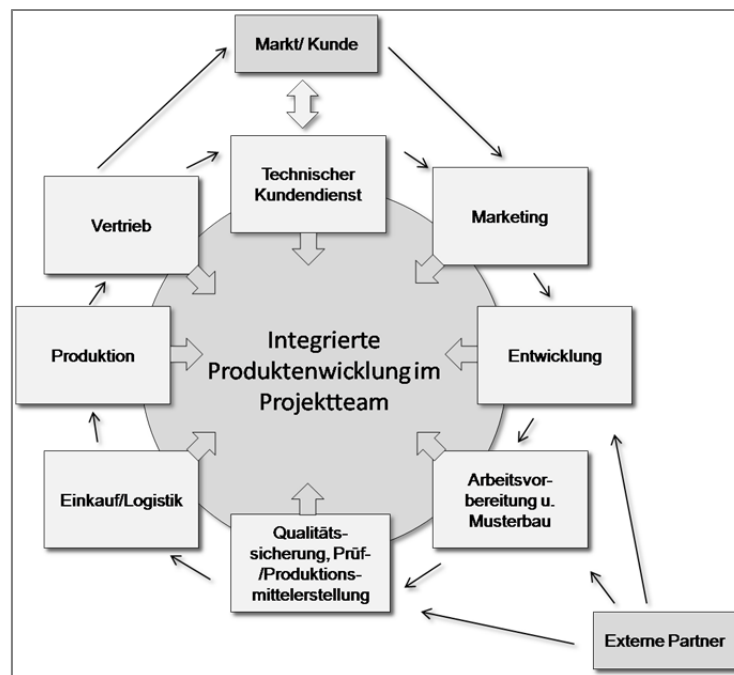 Markt/ Kunde
Technischer
Kundendienst
Vertrieb
Marketing
Produktion
Integrierte
Produktenwicklung im
Projektteam
Entwicklung
Einkauf/Logistik
Arbeitsvor-
bereitung u.
Musterbau
Qualitäts-
sicherung, Prüf-
/Produktions-
mittelerstellung
Externe Partner